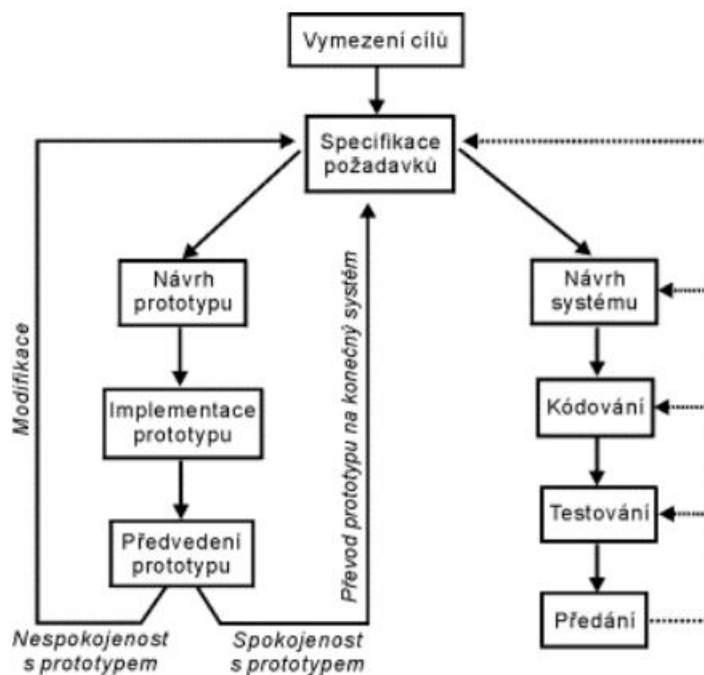 Vymezení cílů
Specifikace
požadavků
Návrh
prototypu
Implementace
prototypu
Předvedení
prototypu
Modifikace
Nespokojenost
s prototypem
Spokojenost
s prototypem
Převod prototypu na konečný systém
Návrh
systému
Kódování
Testování
Předání